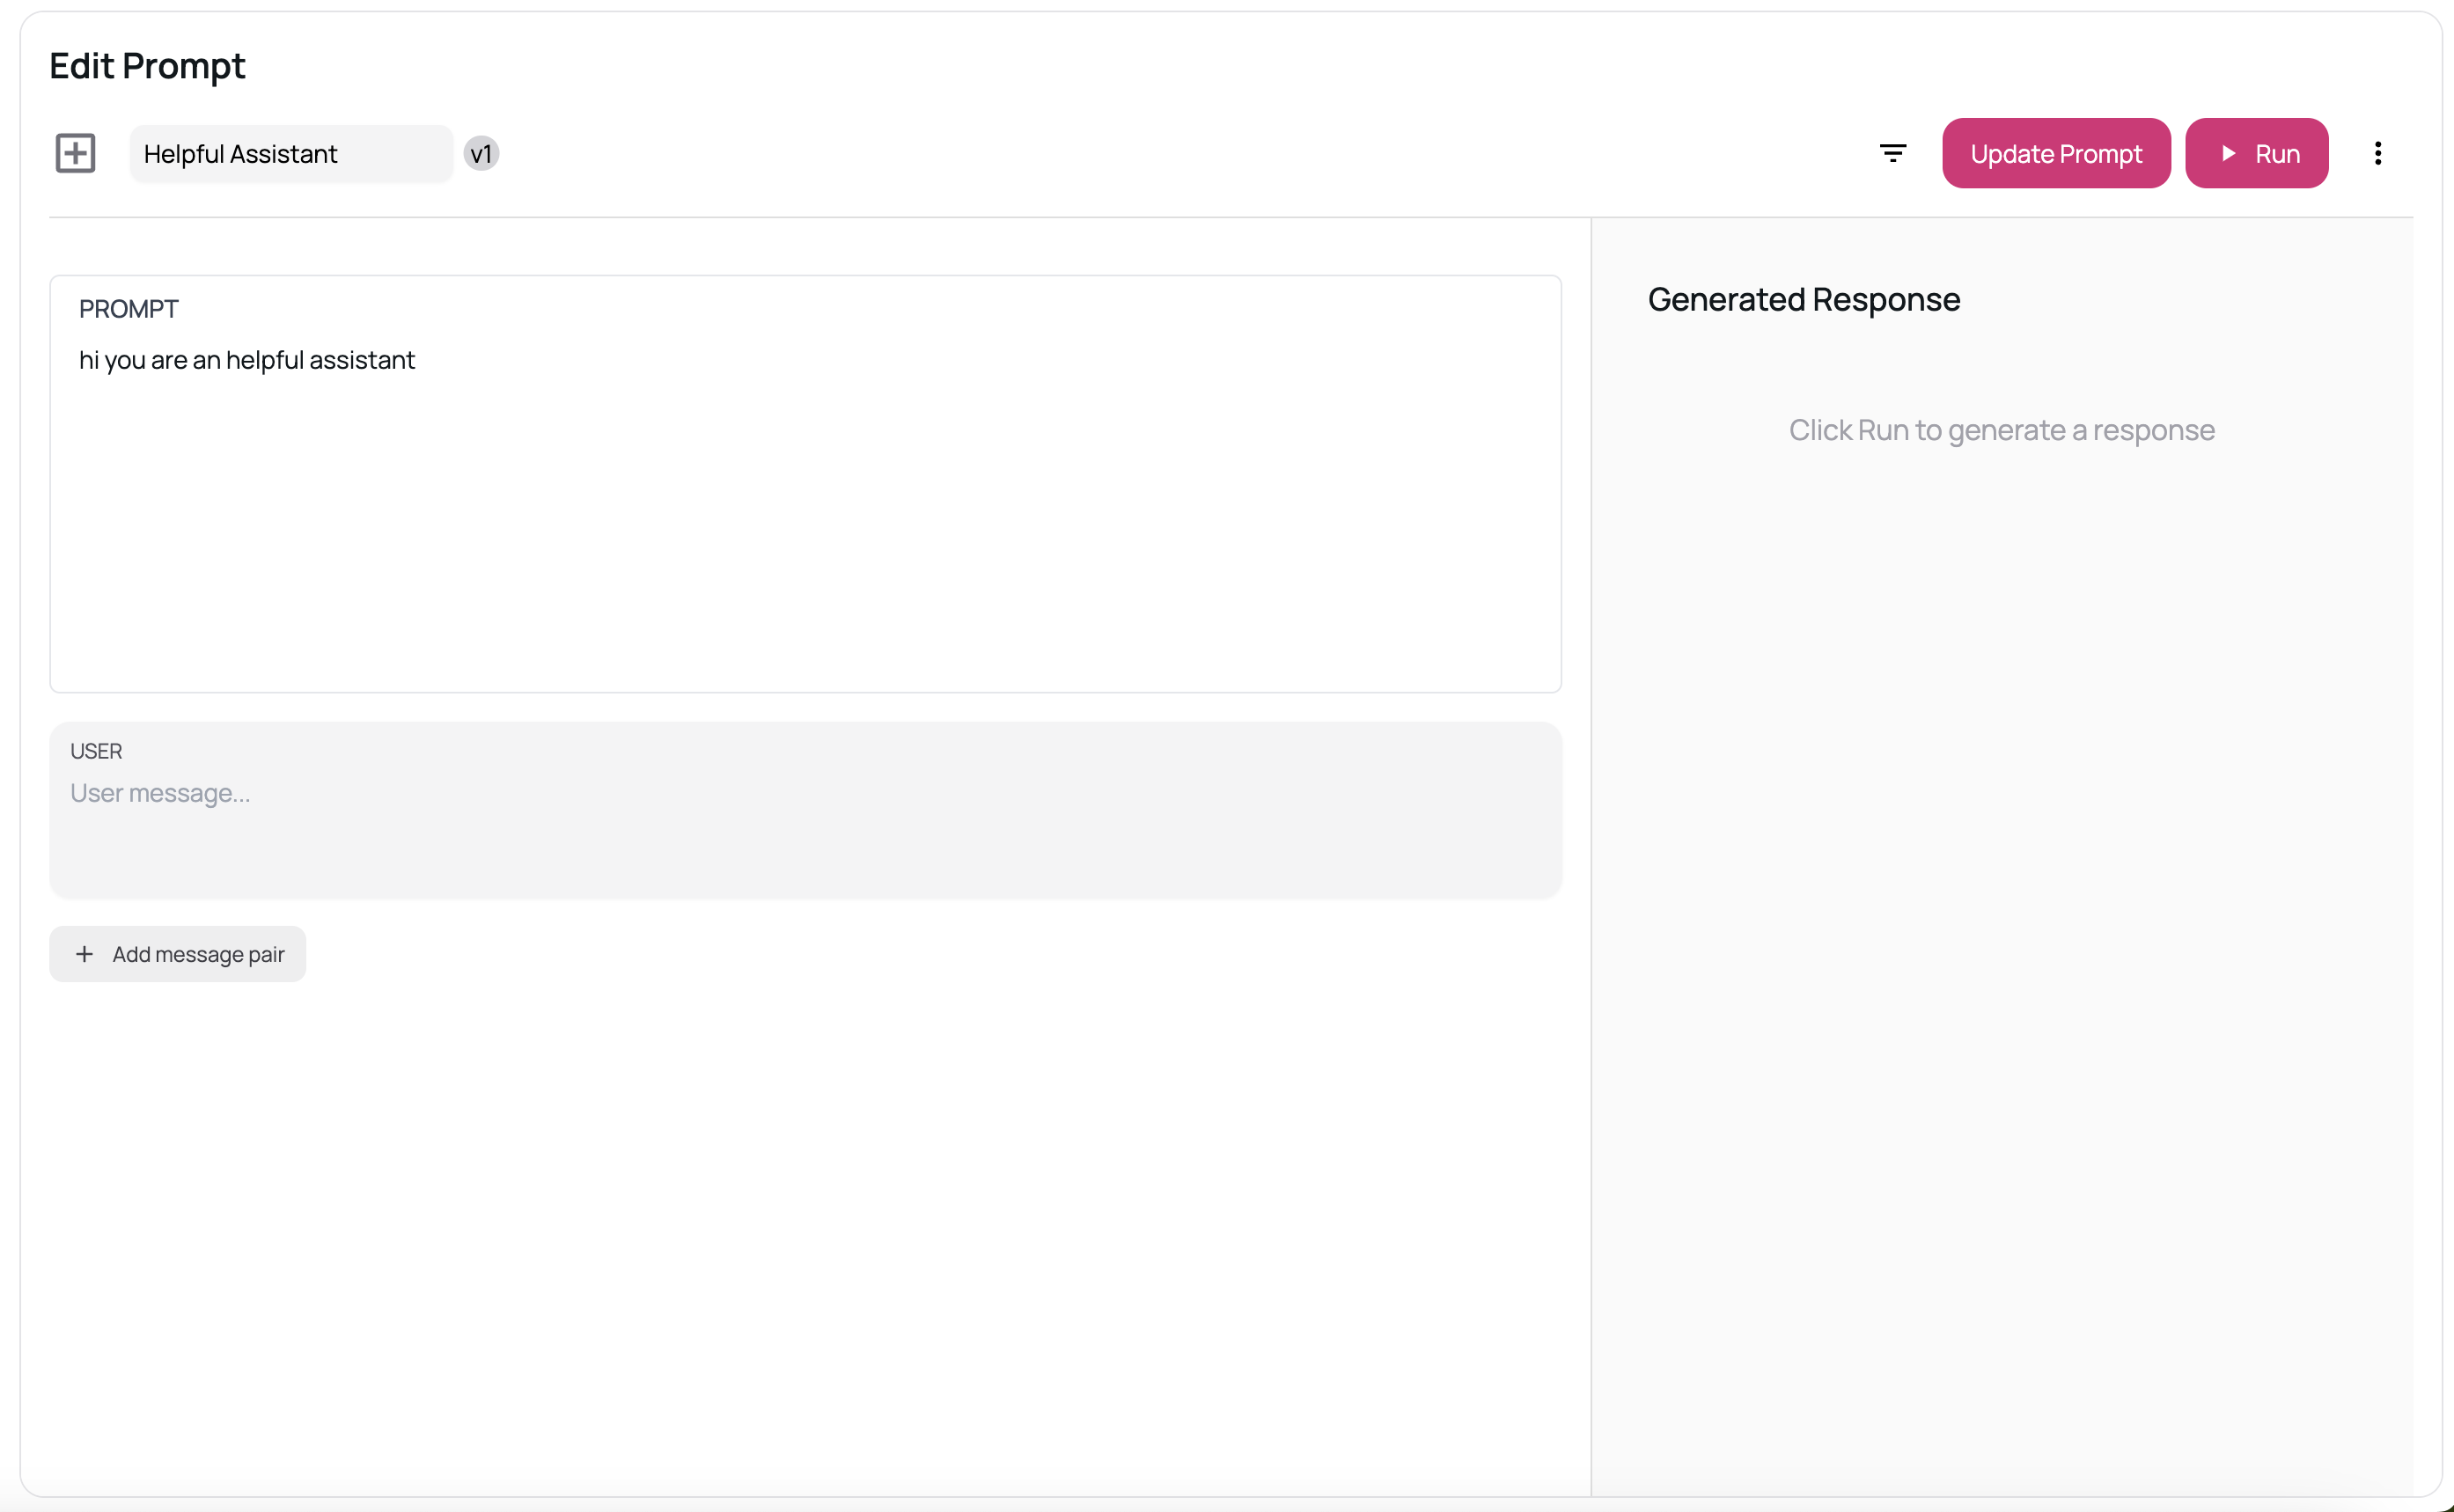 Edit Prompt
Helpful Assistant v1 Update Prompt Run
PROMPT
hi you are an helpful assistant
Generated Response
Click Run to generate a response
USER
User message...
Add message pair